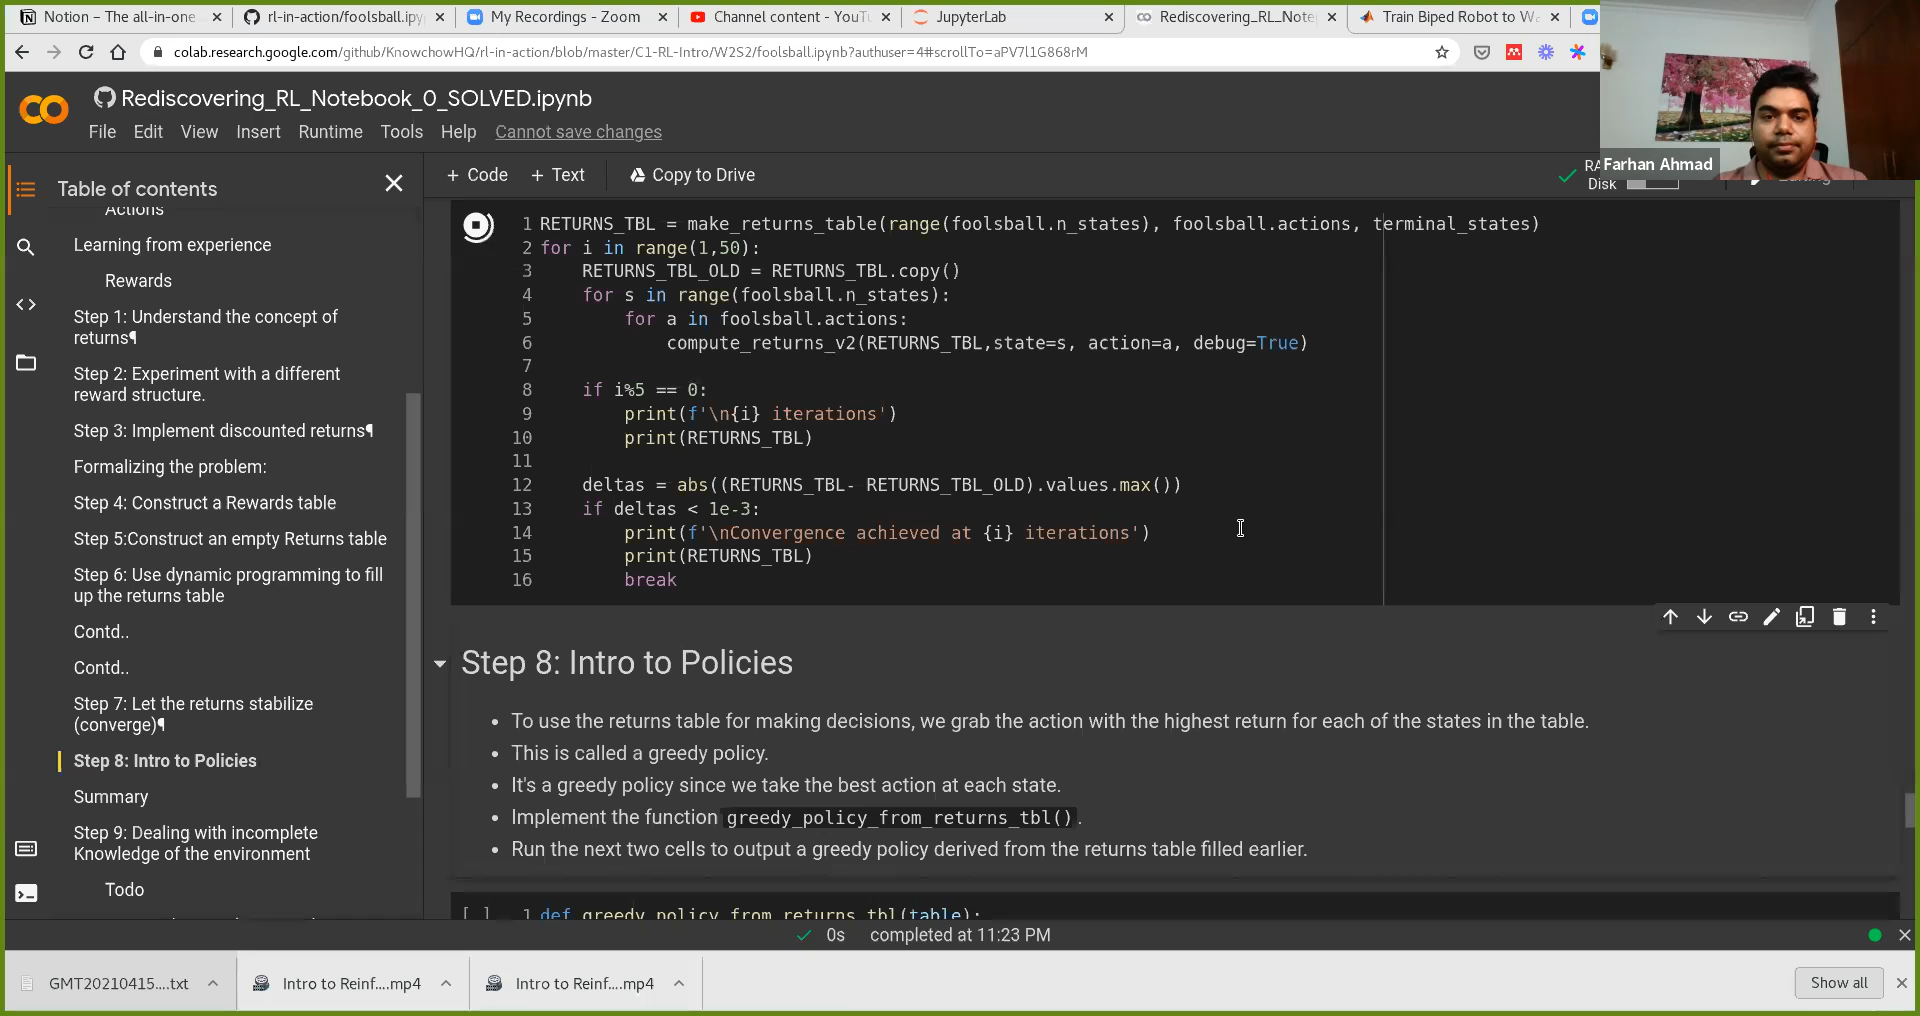 Notion – The all-in-one
rl-in-action/foolsball.ipy
My Recordings - Zoom
Channel content - YouTu
JupyterLab
Rediscovering_RL_Note
Train Biped Robot to Wa
colab.research.google.com/github/KnowchowHQ/rl-in-action/blob/master/C1-RL-Intro/W2S2/foolsball.ipynb?authuser=4#scrollTo=aPV7l1G868rM
Rediscovering_RL_Notebook_0_SOLVED.ipynb
File Edit View Insert Runtime Tools Help Cannot save changes
Farhan Ahmad
Table of contents
+ Code + Text Copy to Drive
RA
Disk
Actions
Learning from experience
Rewards
Step 1: Understand the concept of
returns¶
Step 2: Experiment with a different
reward structure.
Step 3: Implement discounted returns¶
Formalizing the problem:
Step 4: Construct a Rewards table
Step 5:Construct an empty Returns table
Step 6: Use dynamic programming to fill
up the returns table
Contd..
Contd..
Step 7: Let the returns stabilize
(converge)¶
Step 8: Intro to Policies
Summary
Step 9: Dealing with incomplete
Knowledge of the environment
Todo
1 RETURNS_TBL = make_returns_table(range(foolsball.n_states), foolsball.actions, terminal_states)
2 for i in range(1,50):
3 RETURNS_TBL_OLD = RETURNS_TBL.copy()
4 for s in range(foolsball.n_states):
5 for a in foolsball.actions:
6 compute_returns_v2(RETURNS_TBL,state=s, action=a, debug=True)
7
8 if i%5 == 0:
9 print(f'\n{i} iterations')
10 print(RETURNS_TBL)
11
12 deltas = abs((RETURNS_TBL- RETURNS_TBL_OLD).values.max())
13 if deltas < 1e-3:
14 print(f'\nConvergence achieved at {i} iterations')
15 print(RETURNS_TBL)
16 break
Step 8: Intro to Policies
• To use the returns table for making decisions, we grab the action with the highest return for each of the states in the table.
• This is called a greedy policy.
• It's a greedy policy since we take the best action at each state.
• Implement the function greedy_policy_from_returns_tbl().
• Run the next two cells to output a greedy policy derived from the returns table filled earlier.
[ ] 1 def greedy_policy_from_returns_tbl(table):
0s completed at 11:23 PM
GMT20210415....txt
Intro to Reinf....mp4
Intro to Reinf....mp4
Show all